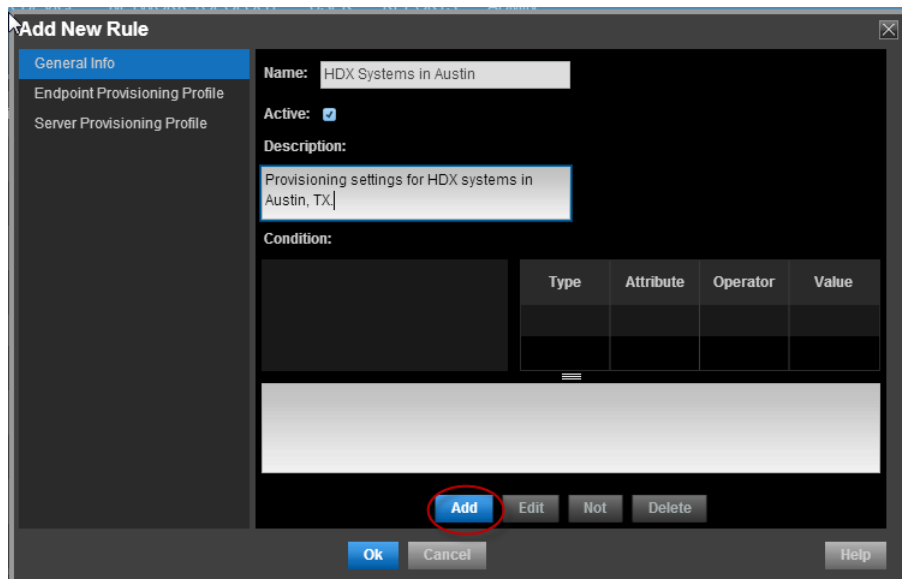 Add New Rule
General Info
Endpoint Provisioning Profile
Server Provisioning Profile
Name: HDX Systems in Austin
Active:
Description:
Provisioning settings for HDX systems in
Austin, TX.
Condition:
Type Attribute Operator Value
Add Edit Not Delete
Ok Cancel Help